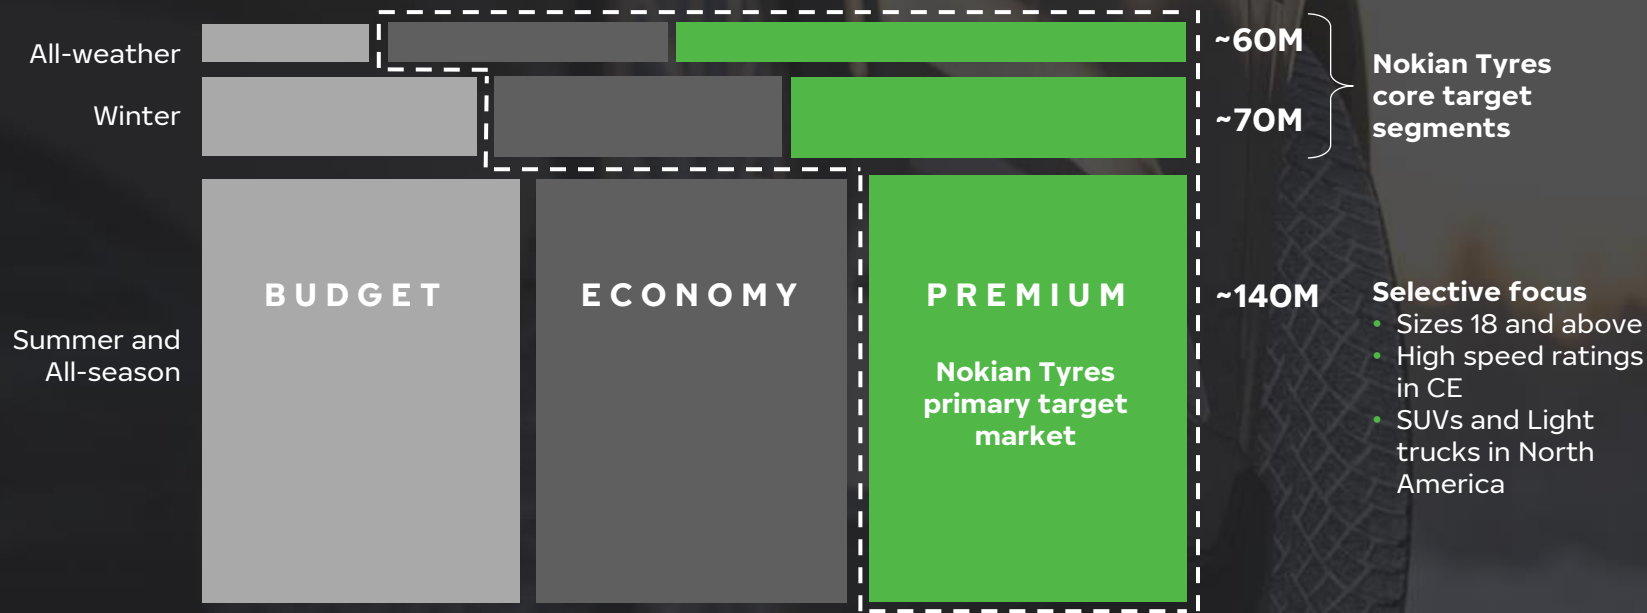 All-weather
~60M
Nokian Tyres
core target
segments
Winter
~70M
BUDGET
ECONOMY
PREMIUM
~140M
Summer and
All-season
Nokian Tyres
primary target
market
Selective focus
• Sizes 18 and above
• High speed ratings
in CE
• SUVs and Light
trucks in North
America